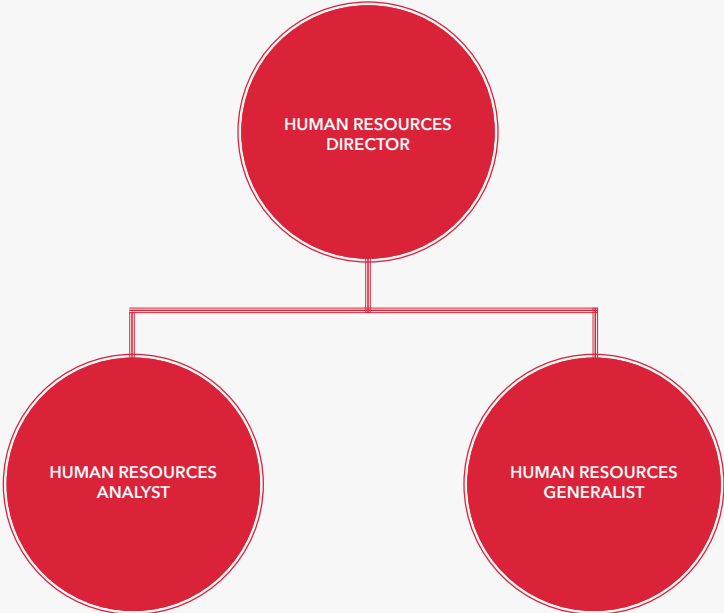 HUMAN RESOURCES
DIRECTOR
HUMAN RESOURCES
ANALYST
HUMAN RESOURCES
GENERALIST